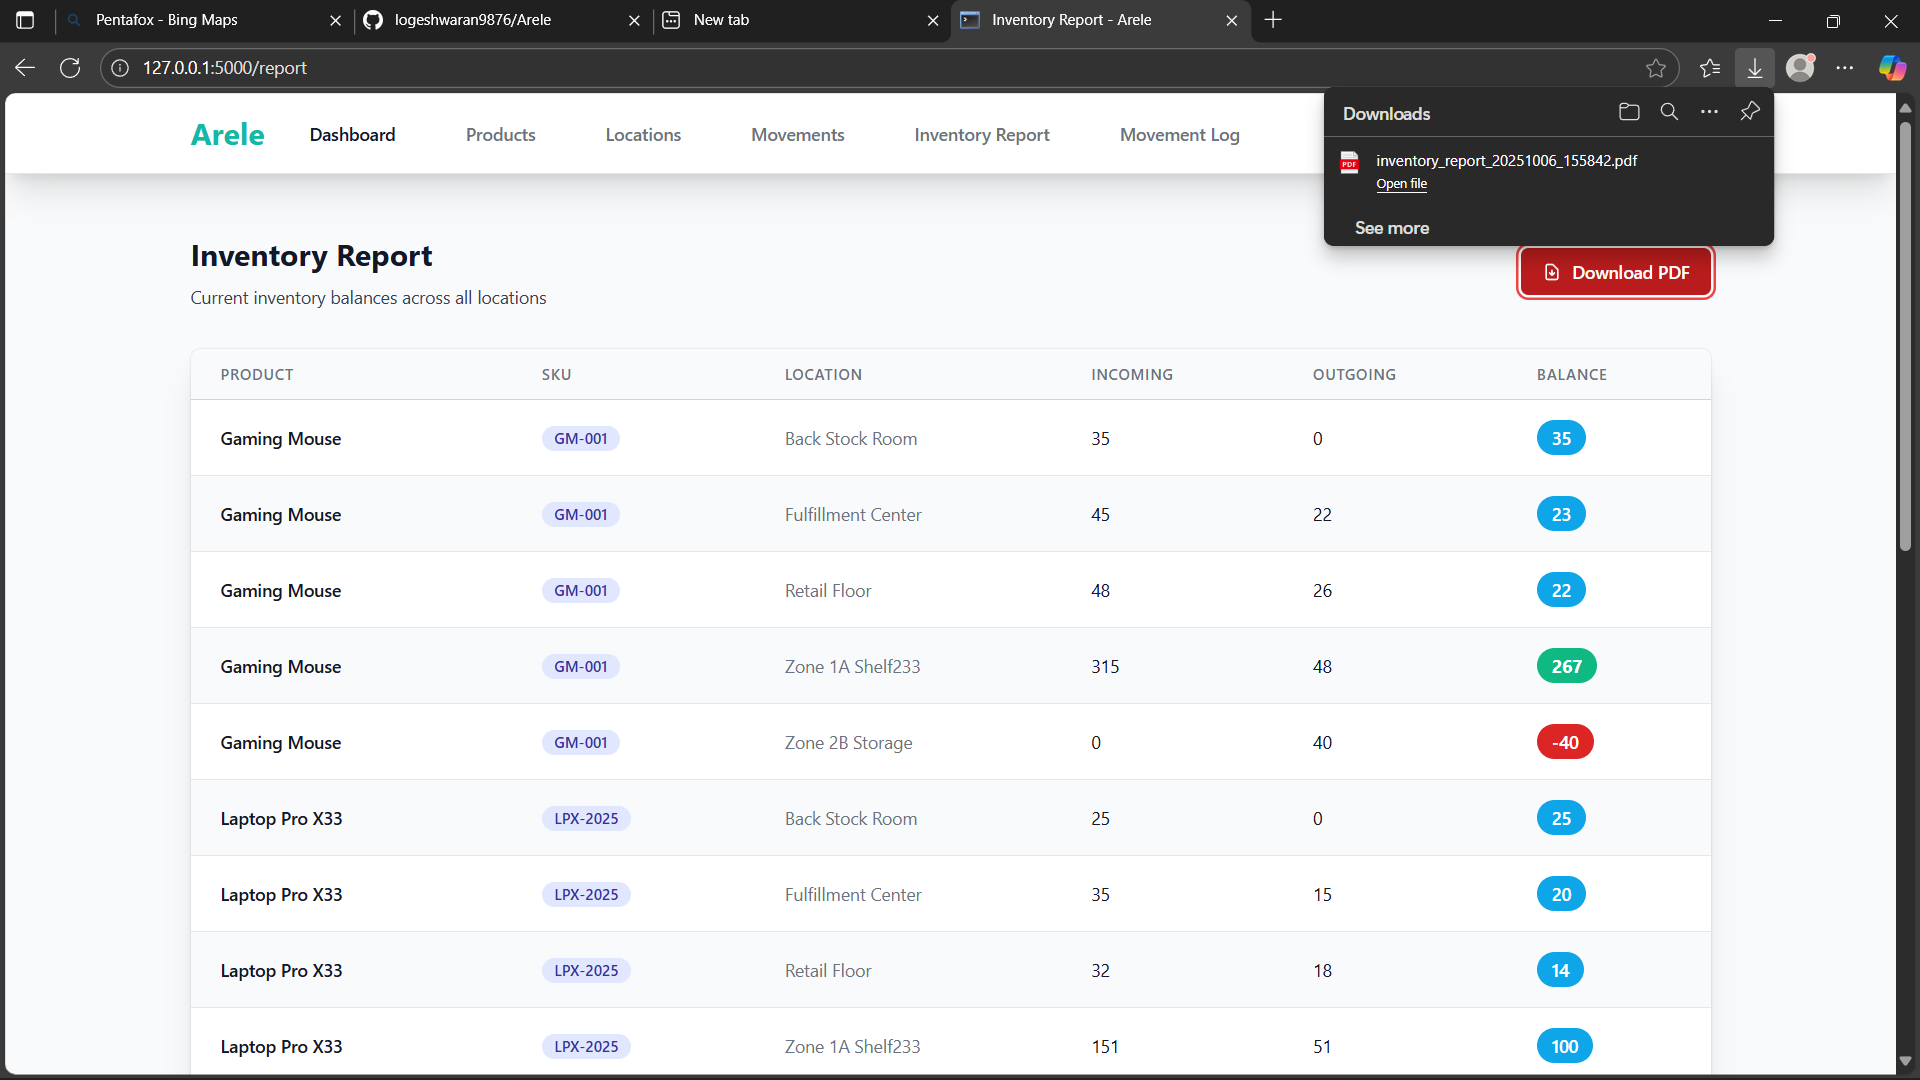 Pentafox - Bing Maps
logeshwaran9876/Arele
New tab
Inventory Report - Arele
127.0.0.1:5000/report
Arele
Dashboard
Products
Locations
Movements
Inventory Report
Movement Log
Downloads
PDF
inventory_report_20251006_155842.pdf
Open file
See more
Inventory Report
Current inventory balances across all locations
Download PDF
PRODUCT SKU LOCATION INCOMING OUTGOING BALANCE
Gaming Mouse GM-001 Back Stock Room 35 0 35
Gaming Mouse GM-001 Fulfillment Center 45 22 23
Gaming Mouse GM-001 Retail Floor 48 26 22
Gaming Mouse GM-001 Zone 1A Shelf233 315 48 267
Gaming Mouse GM-001 Zone 2B Storage 0 40 -40
Laptop Pro X33 LPX-2025 Back Stock Room 25 0 25
Laptop Pro X33 LPX-2025 Fulfillment Center 35 15 20
Laptop Pro X33 LPX-2025 Retail Floor 32 18 14
Laptop Pro X33 LPX-2025 Zone 1A Shelf233 151 51 100